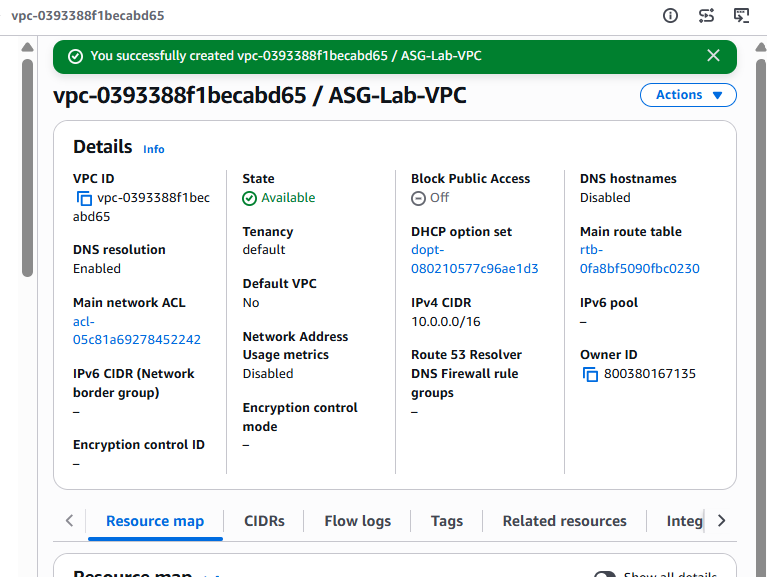 vpc-0393388f1becabd65
You successfully created vpc-0393388f1becabd65 / ASG-Lab-VPC
vpc-0393388f1becabd65 / ASG-Lab-VPC
Actions
Details Info
VPC ID
vpc-0393388f1bec
abd65
DNS resolution
Enabled
Main network ACL
acl-
05c81a69278452242
IPv6 CIDR (Network
border group)
–
Encryption control ID
–
State
Available
Tenancy
default
Default VPC
No
Network Address
Usage metrics
Disabled
Encryption control
mode
–
Block Public Access
Off
DHCP option set
dopt-
080210577c96ae1d3
IPv4 CIDR
10.0.0.0/16
Route 53 Resolver
DNS Firewall rule
groups
–
DNS hostnames
Disabled
Main route table
rtb-
0fa8bf5090fbc0230
IPv6 pool
–
Owner ID
800380167135
Resource map CIDRs Flow logs Tags Related resources Integ
Resource map Show all details